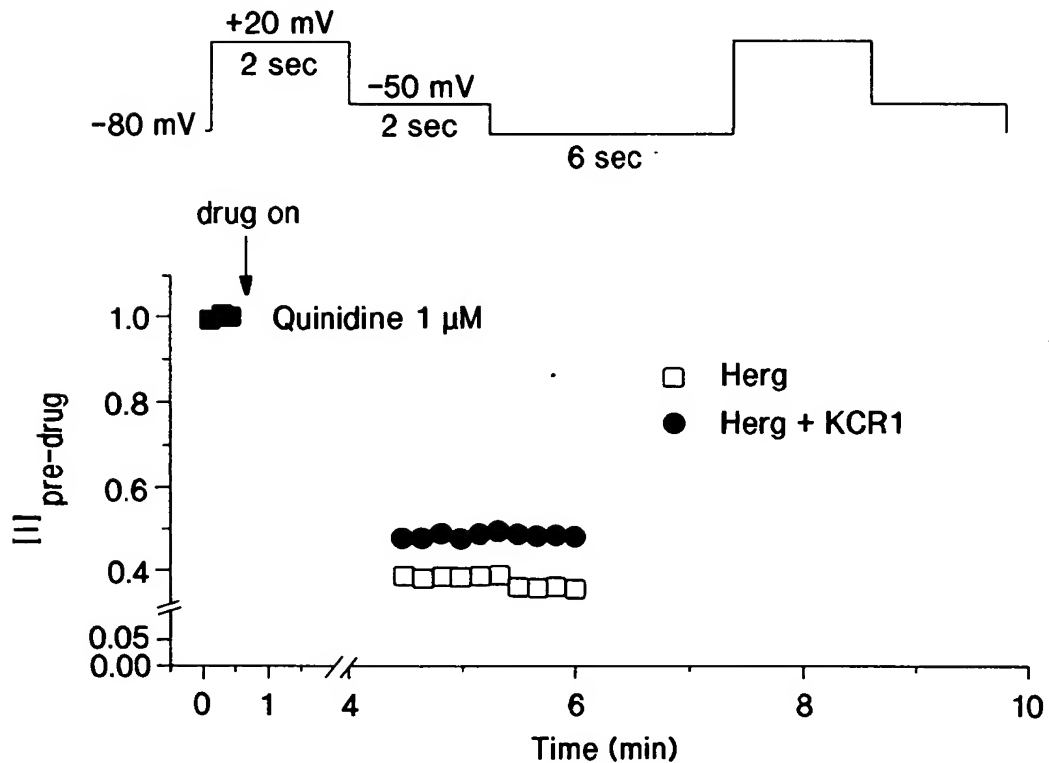 +20 mV
2 sec
-50 mV
-80 mV
2 sec
6 sec
drug on
Quinidine 1 μM
1.0
0.8
0.6
0.4
0.05
0.00
[I] pre-drug
Herg
Herg + KCR1
0 1 4 6 8 10
Time (min)